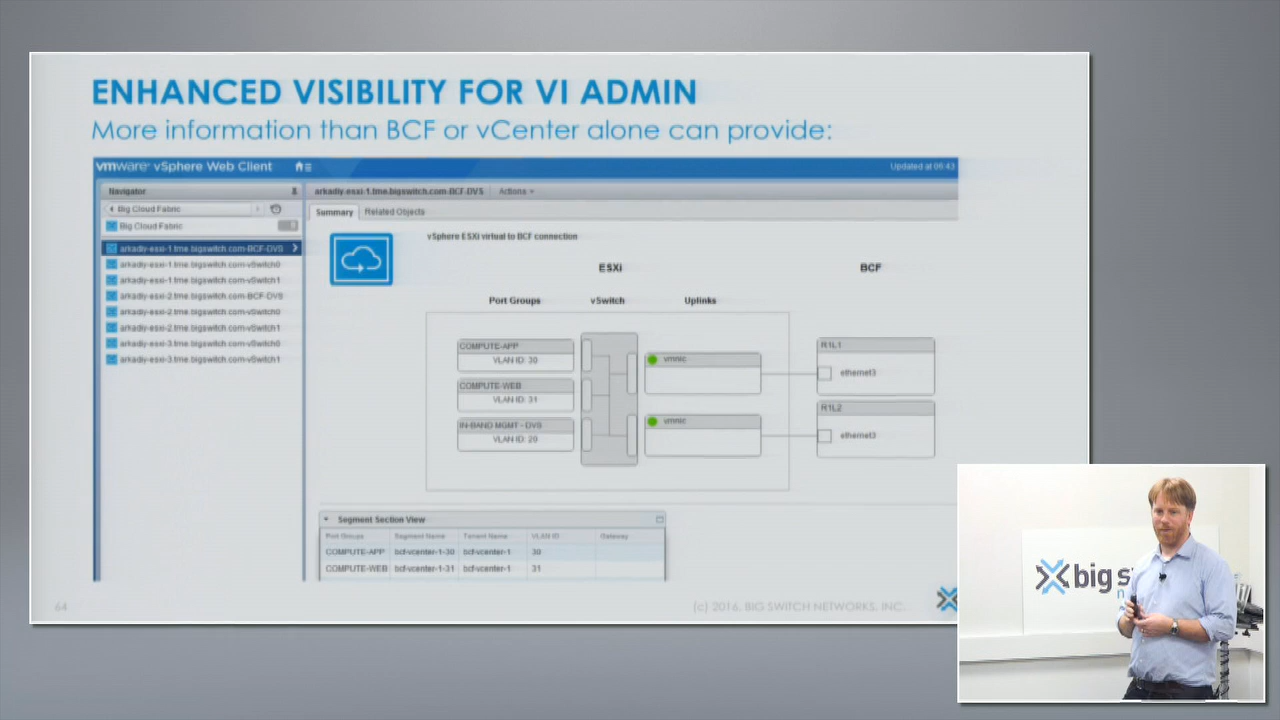 ENHANCED VISIBILITY FOR VI ADMIN
More information than BCF or vCenter alone can provide:
vmware® vSphere Web Client
Updated at 06:43
Navigator
Big Cloud Fabric
Big Cloud Fabric
arkadiy-esxi-1.tme.bigswitch.com-BCF-DVS
arkadiy-esxi-1.tme.bigswitch.com-vSwitch0
arkadiy-esxi-1.tme.bigswitch.com-vSwitch1
arkadiy-esxi-2.tme.bigswitch.com-BCF-DVS
arkadiy-esxi-2.tme.bigswitch.com-vSwitch0
arkadiy-esxi-2.tme.bigswitch.com-vSwitch1
arkadiy-esxi-3.tme.bigswitch.com-vSwitch0
arkadiy-esxi-3.tme.bigswitch.com-vSwitch1
arkadiy-esxi-1.tme.bigswitch.com-BCF-DVS Actions
Summary Related Objects
vSphere ESXi virtual to BCF connection
ESXi BCF
Port Groups vSwitch Uplinks
COMPUTE-APP
VLAN ID: 30
COMPUTE-WEB
VLAN ID: 31
IN-BAND MGMT - DVS
VLAN ID: 20
vmnic
vmnic
R1L1
ethernet3
R1L2
ethernet3
Segment Section View
Port Groups Segment Name Tenant Name VLAN ID Gateway
COMPUTE-APP bcf-vcenter-1-30 bcf-vcenter-1 30
COMPUTE-WEB bcf-vcenter-1-31 bcf-vcenter-1 31
64
(c) 2016, BIG SWITCH NETWORKS, INC.
big s
n